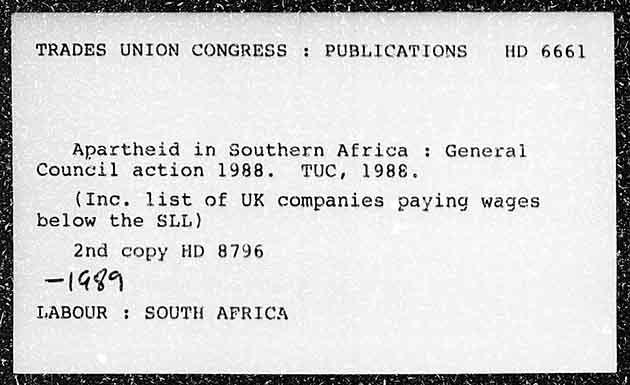 TRADES UNION CONGRESS : PUBLICATIONS HD 6661
Apartheid in Southern Africa : General
Council action 1988. TUC, 1988.
(Inc. list of UK companies paying wages
below the SLL)
2nd copy HD 8796
-1989
LABOUR : SOUTH AFRICA